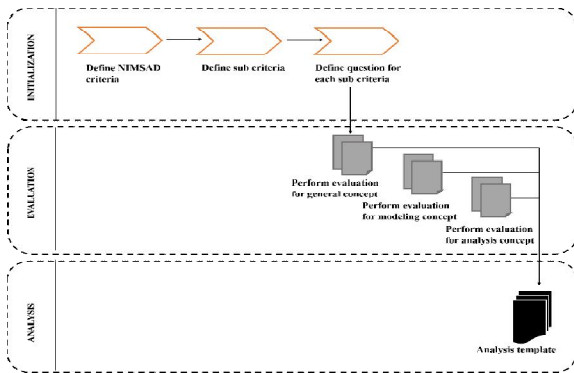 INITIALIZATION
Define NIMSAD
criteria
Define sub criteria
Define question for
each sub criteria
EVALUATION
Perform evaluation
for general concept
Perform evaluation
for modeling concept
Perform evaluation
for analysis concept
ANALYSIS
Analysis template